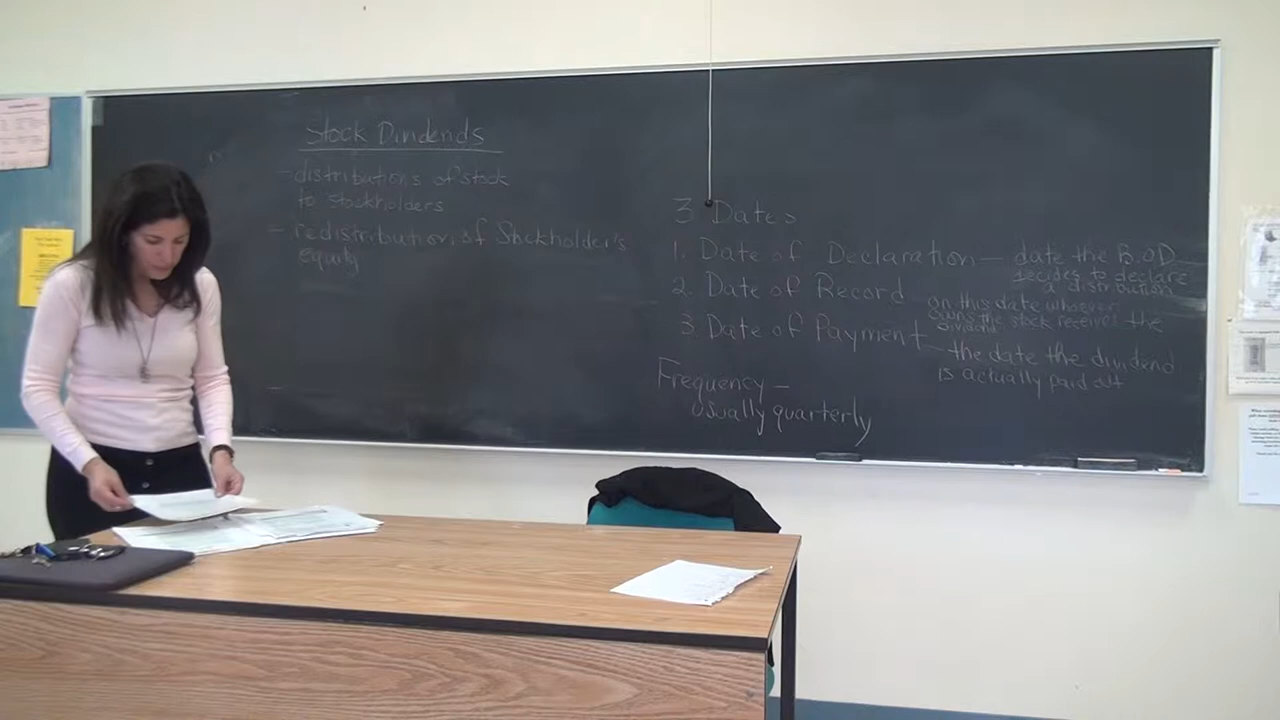 Stock Dividends
- distributions of stock
to stockholders
- redistribution of Stockholder's
equity
3 Dates
1. Date of Declaration — date the B.O.D
decides to declare
a distribution
2. Date of Record on this date whoever
owns the stock receives the
dividend
3. Date of Payment — the date the dividend
is actually paid out
Frequency —
usually quarterly